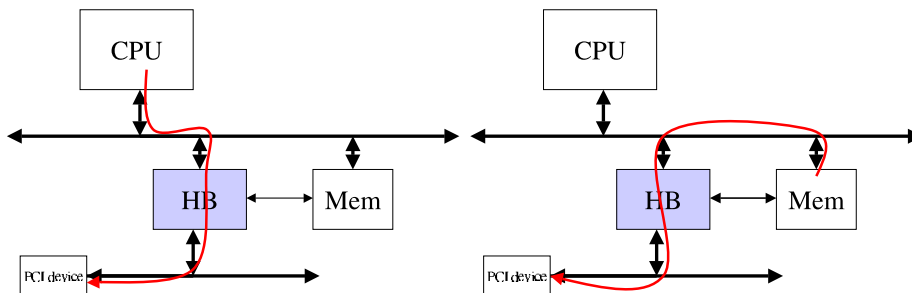 CPU
CPU
HB
Mem
HB
Mem
PCI device
PCI device